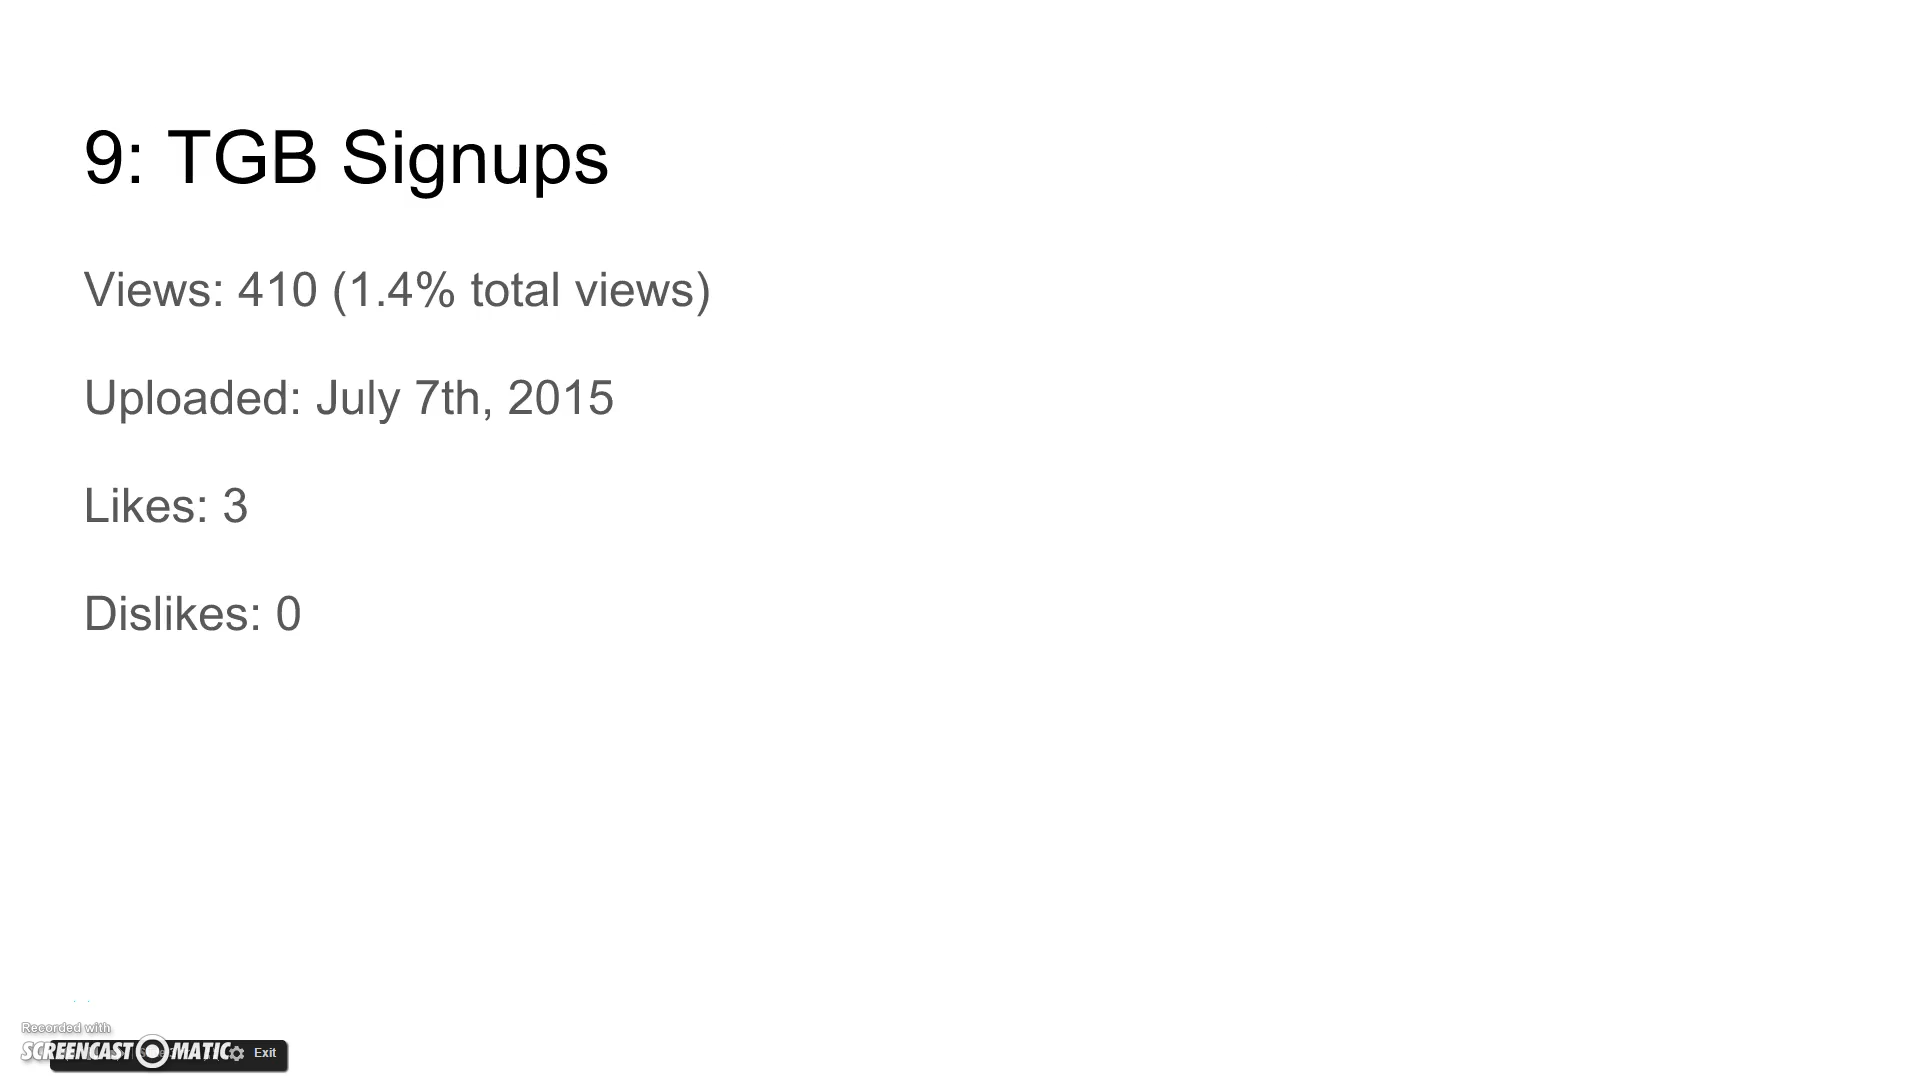 9: TGB Signups
Views: 410 (1.4% total views)
Uploaded: July 7th, 2015
Likes: 3
Dislikes: 0
Recorded with
SCREENCAST MATIC
Exit